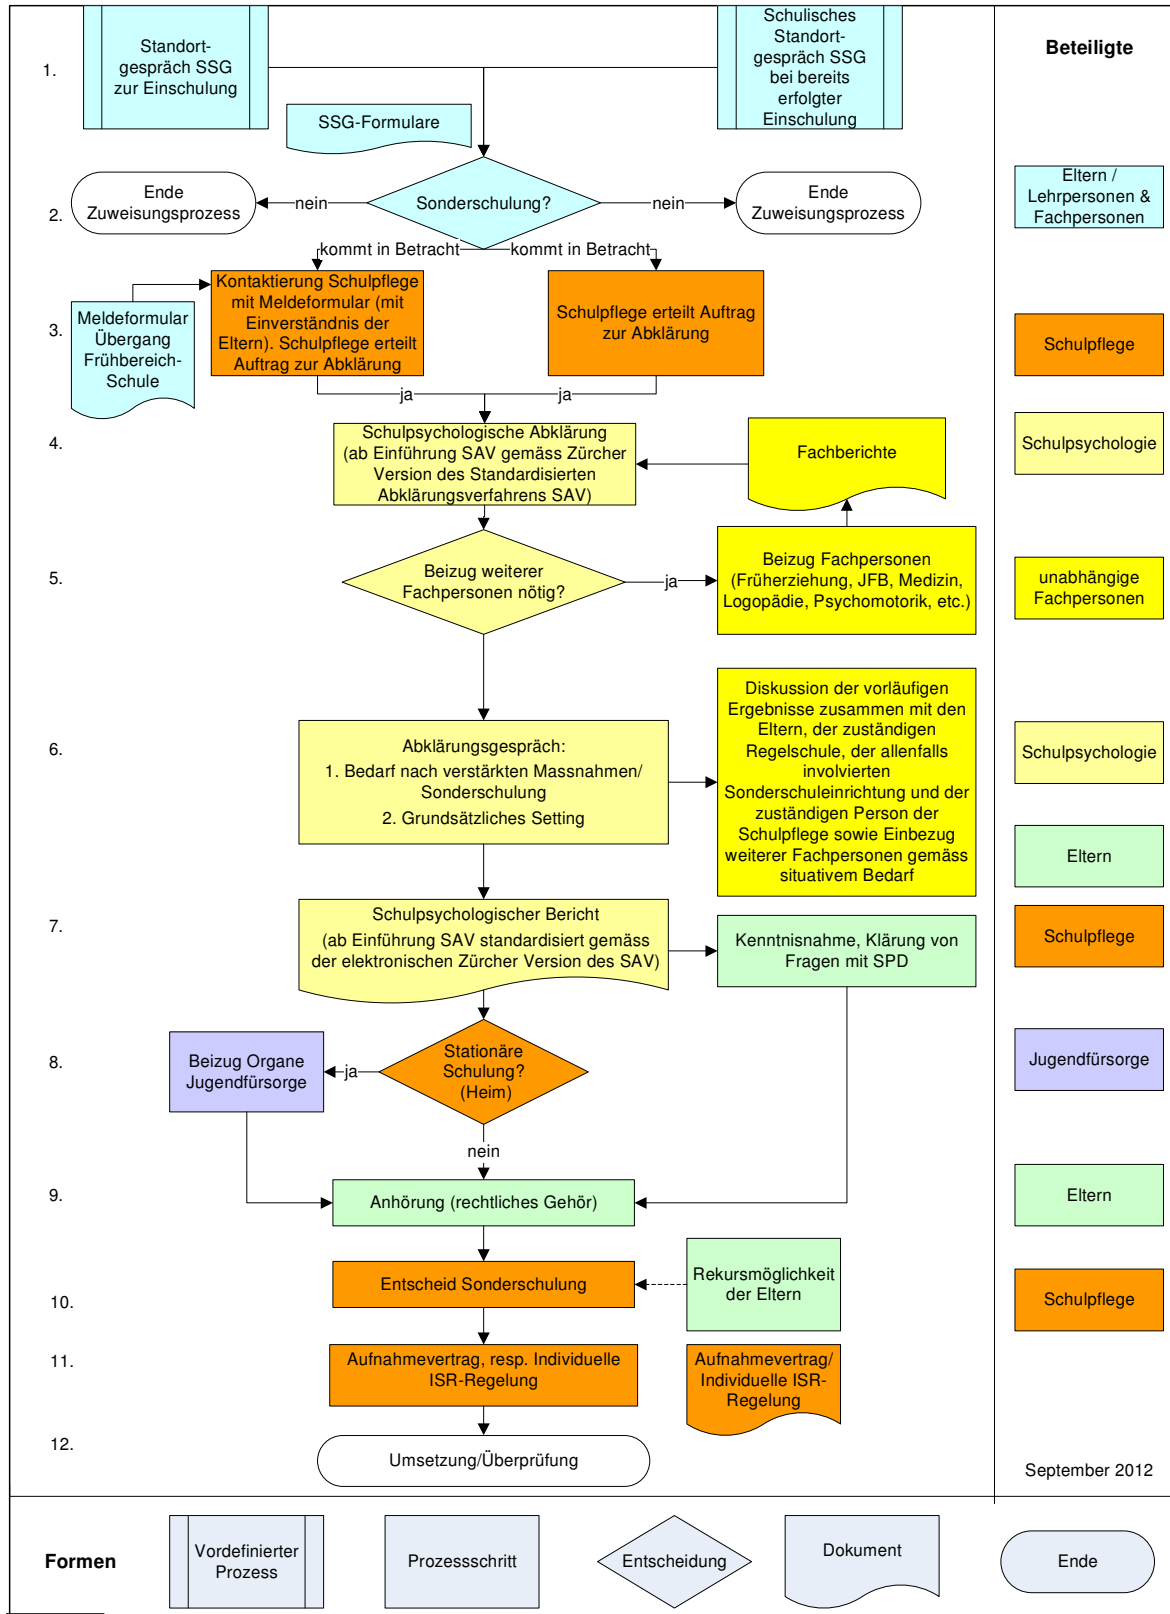 1.
Standort-
gespräch SSG
zur Einschulung
Schulisches
Standort-
gespräch SSG
bei bereits
erfolgter
Einschulung
Beteiligte
SSG-Formulare
2.
Ende
Zuweisungsprozess
nein
Sonderschulung?
nein
Ende
Zuweisungsprozess
Eltern /
Lehrpersonen &
Fachpersonen
kommt in Betracht
kommt in Betracht
3.
Meldeformular
Übergang
Frühbereich-
Schule
Kontaktierung Schulpflege
mit Meldeformular (mit
Einverständnis der
Eltern). Schulpflege erteilt
Auftrag zur Abklärung
Schulpflege erteilt Auftrag
zur Abklärung
Schulpflege
ja
ja
4.
Schulpsychologische Abklärung
(ab Einführung SAV gemäss Zürcher
Version des Standardisierten
Abklärungsverfahrens SAV)
Fachberichte
Schulpsychologie
5.
Beizug weiterer
Fachpersonen nötig?
ja
Beizug Fachpersonen
(Früherziehung, JFB, Medizin,
Logopädie, Psychomotorik, etc.)
unabhängige
Fachpersonen
6.
Abklärungsgespräch:
1. Bedarf nach verstärkten Massnahmen/
Sonderschulung
2. Grundsätzliches Setting
Diskussion der vorläufigen
Ergebnisse zusammen mit den
Eltern, der zuständigen
Regelschule, der allenfalls
involvierten
Sonderschuleinrichtung und der
zuständigen Person der
Schulpflege sowie Einbezug
weiterer Fachpersonen gemäss
situativem Bedarf
Schulpsychologie
Eltern
7.
Schulpsychologischer Bericht
(ab Einführung SAV standardisiert gemäss
der elektronischen Zürcher Version des SAV)
Kenntnisnahme, Klärung von
Fragen mit SPD
Schulpflege
8.
Beizug Organe
Jugendfürsorge
ja
Stationäre
Schulung?
(Heim)
Jugendfürsorge
nein
9.
Anhörung (rechtliches Gehör)
Eltern
10.
Entscheid Sonderschulung
Rekursmöglichkeit
der Eltern
Schulpflege
11.
Aufnahmevertrag, resp. Individuelle
ISR-Regelung
Aufnahmevertrag/
Individuelle ISR-
Regelung
12.
Umsetzung/Überprüfung
September 2012
Formen
Vordefinierter
Prozess
Prozessschritt
Entscheidung
Dokument
Ende